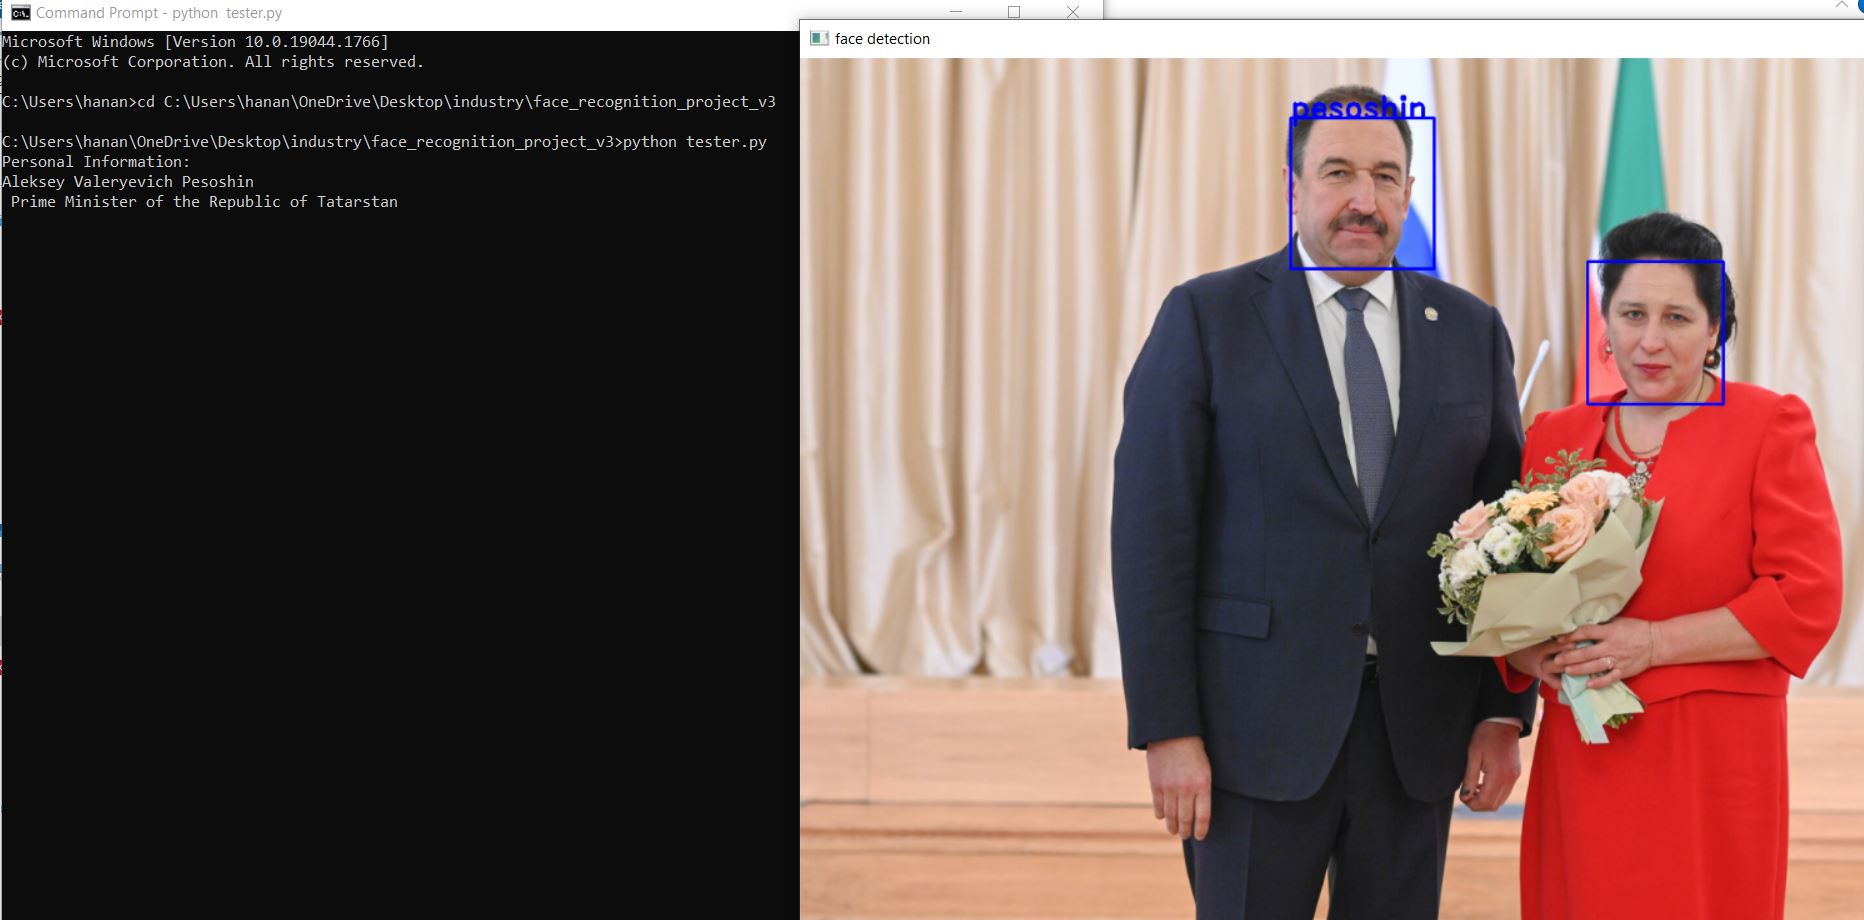 Command Prompt - python  tester.py
Microsoft Windows [Version 10.0.19044.1766]
(c) Microsoft Corporation. All rights reserved.
C:\Users\hanan>cd C:\Users\hanan\OneDrive\Desktop\industry\face_recognition_project_v3
C:\Users\hanan\OneDrive\Desktop\industry\face_recognition_project_v3>python tester.py
Personal Information:
Aleksey Valeryevich Pesoshin
Prime Minister of the Republic of Tatarstan
face detection
pesoshin